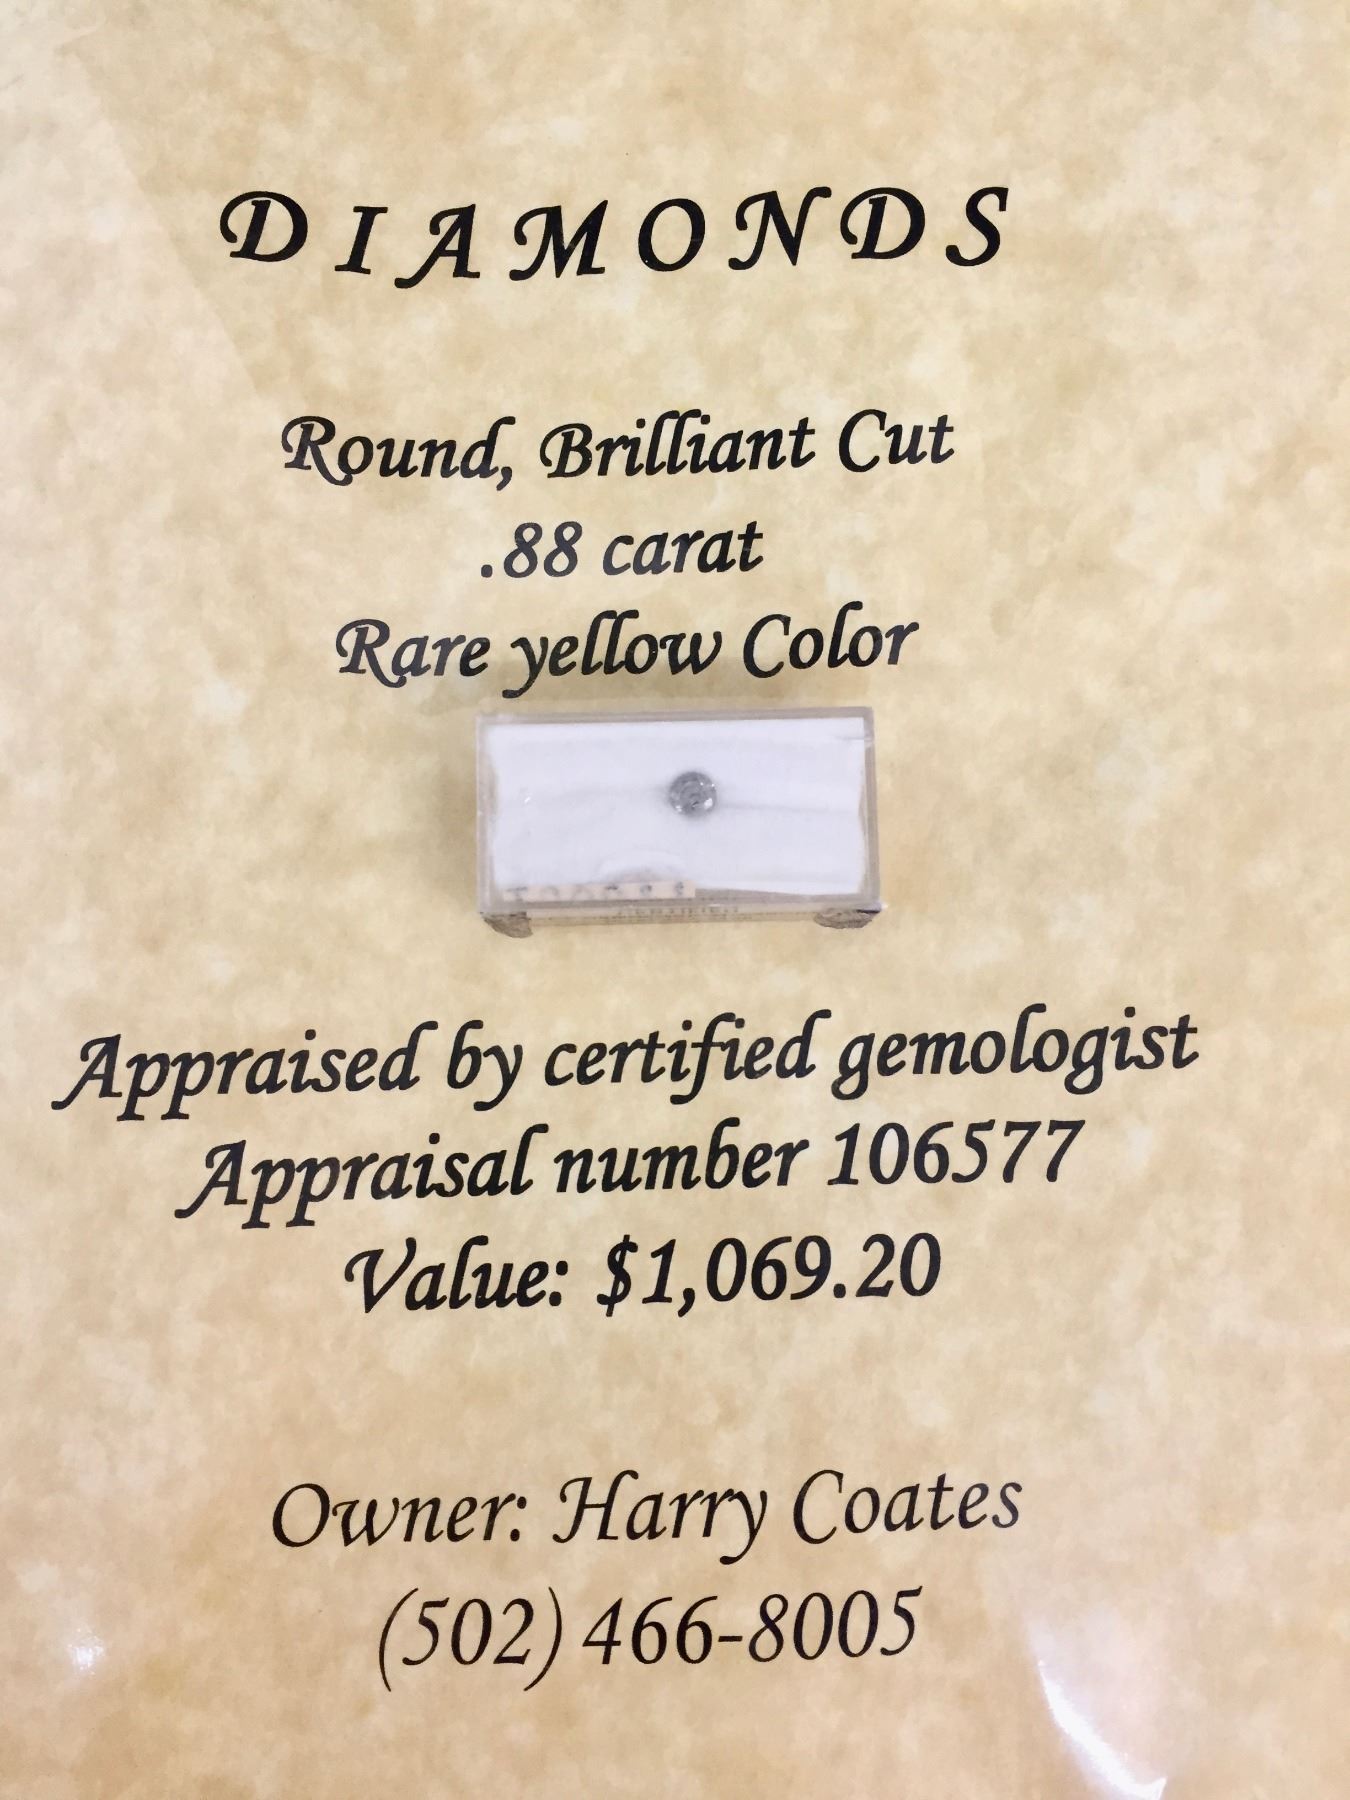 DIAMONDS
Round, Brilliant Cut
.88 carat
Rare yellow Color
CERTIFIED
Appraised by certified gemologist
Appraisal number 106577
Value: $1,069.20
Owner: Harry Coates
(502) 466-8005